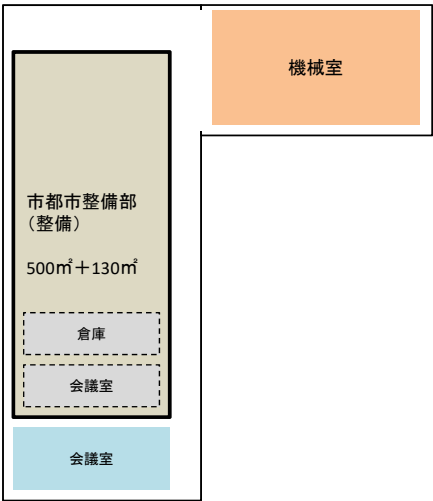 機械室
市都市整備部
（整備）
500㎡＋130㎡
倉庫
会議室
会議室